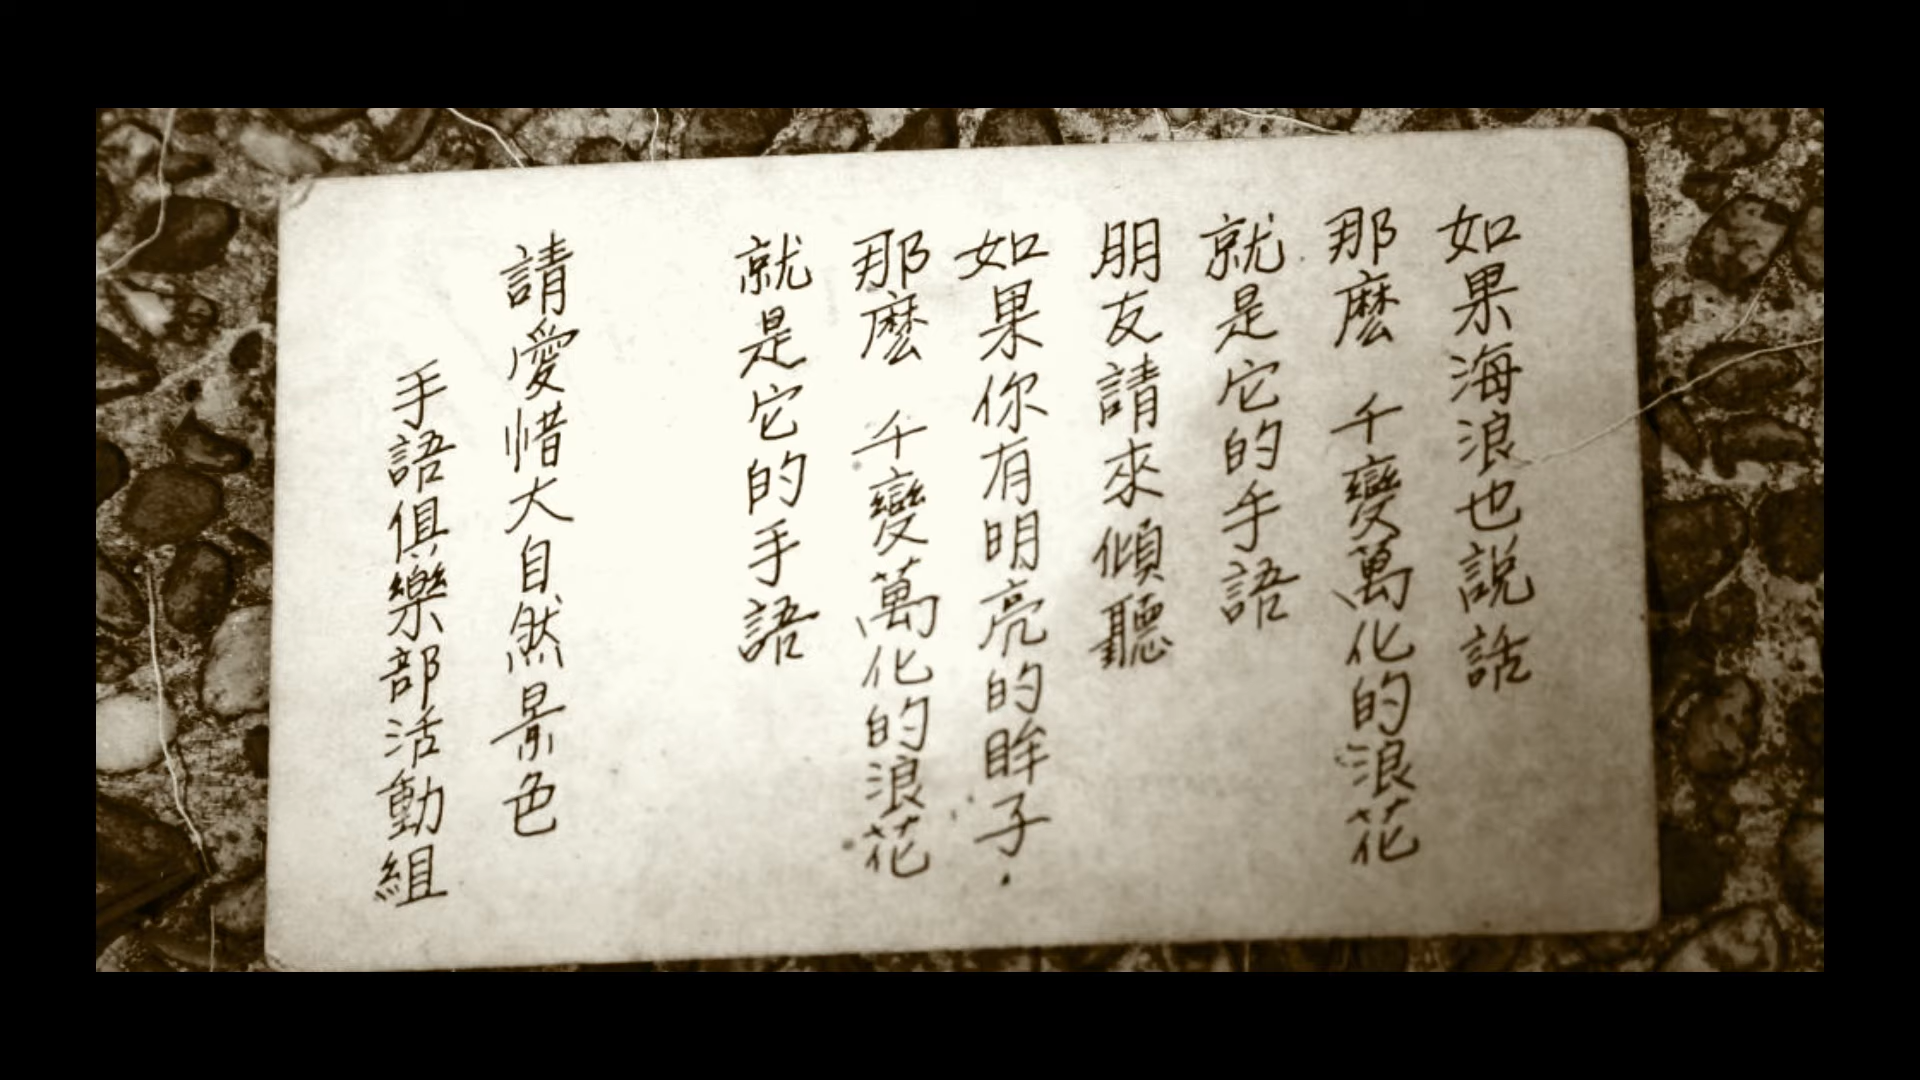 如果海浪也說話
那麼 千變萬化的浪花
就是它的手語
朋友請來傾聽
如果你有明亮的眸子.
那麼 千變萬化的浪花
就是它的手語
請愛惜大自然景色
手語俱樂部活動組